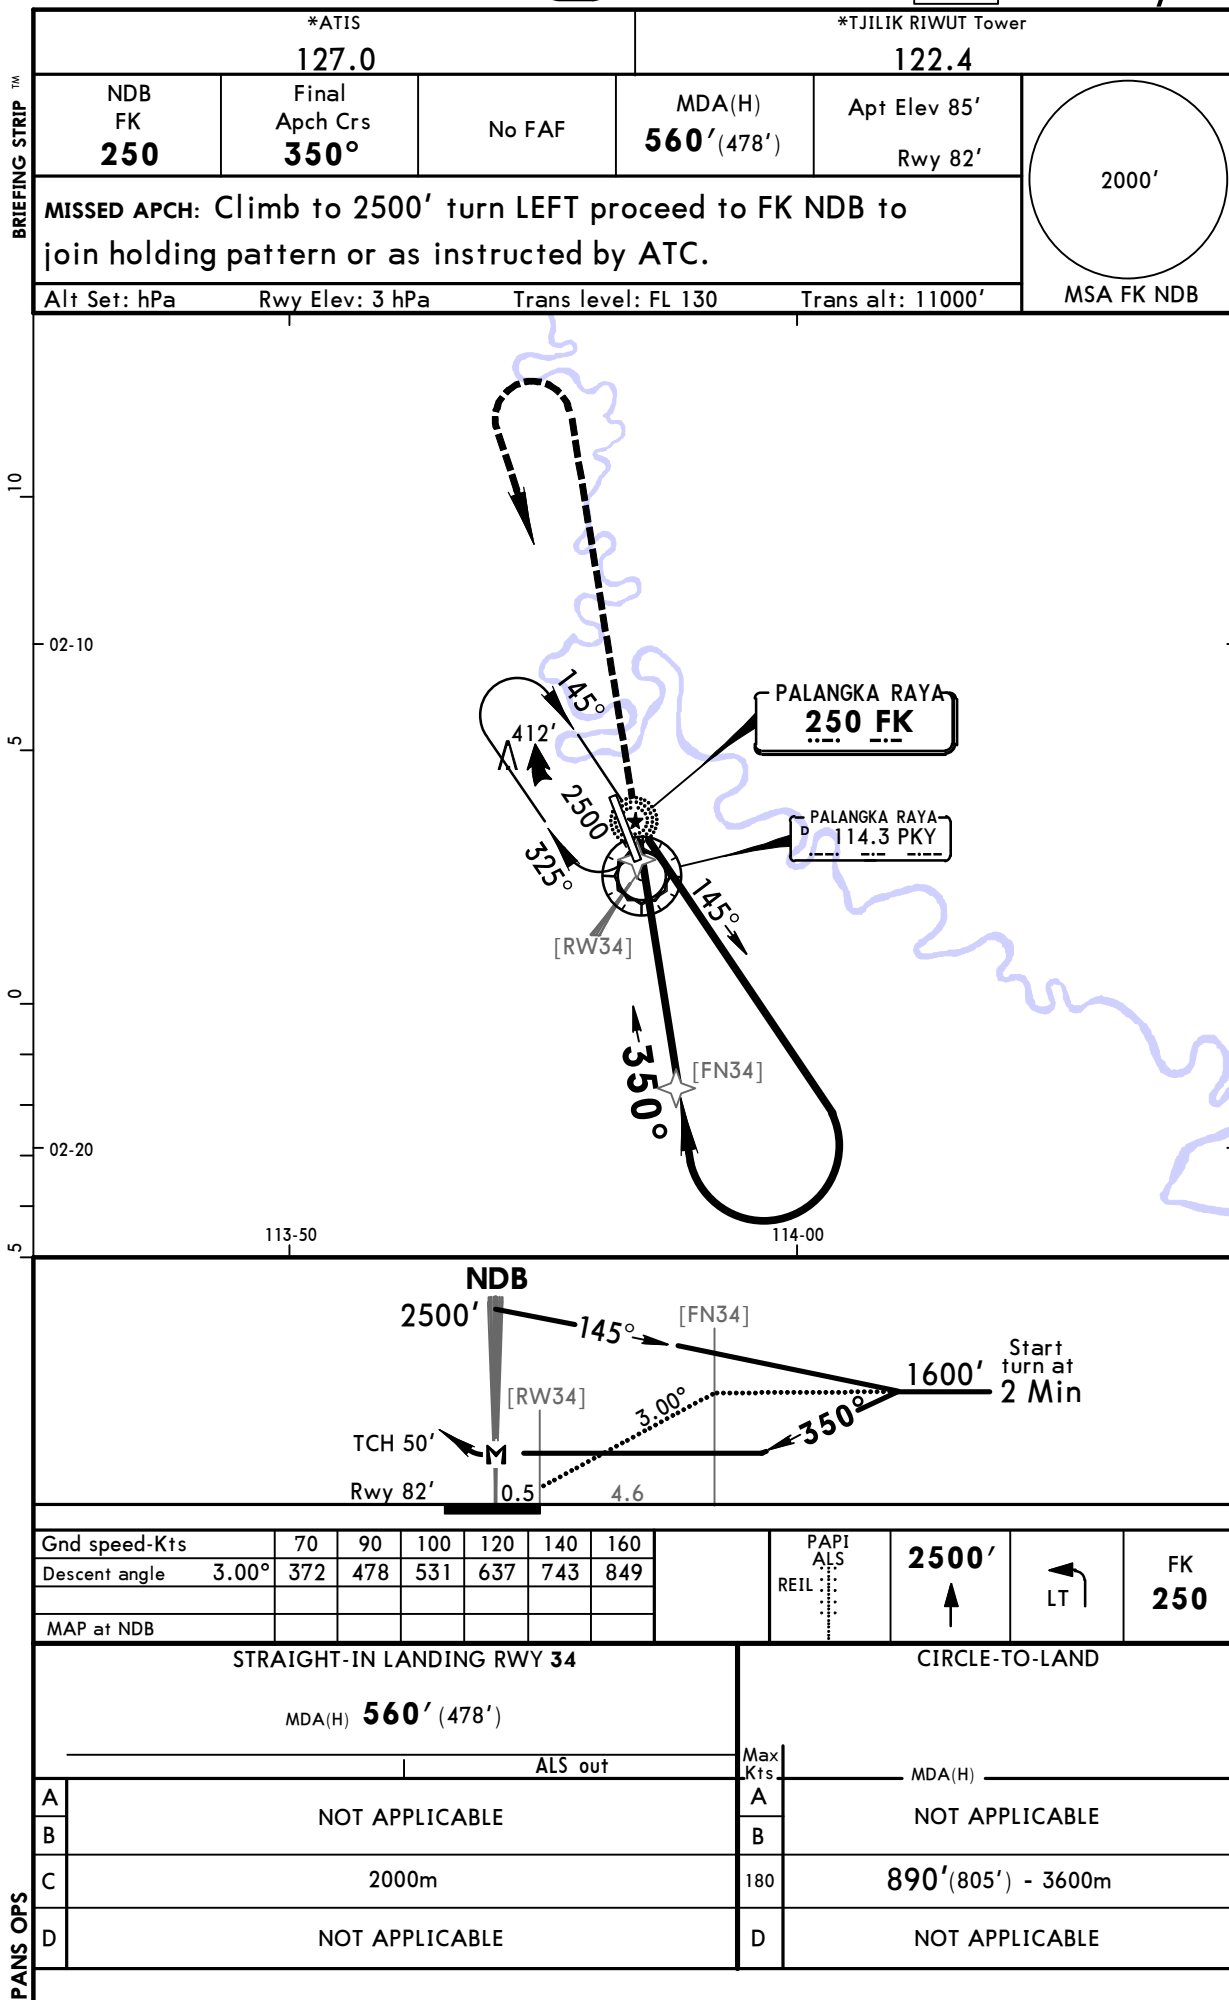 *ATIS
127.0
*TJILIK RIWUT Tower
122.4
BRIEFING STRIP TM
NDB
FK
250
Final
Apch Crs
350°
No FAF
MDA(H)
560'(478')
Apt Elev 85'
Rwy 82'
2000'
MSA FK NDB
MISSED APCH: Climb to 2500' turn LEFT proceed to FK NDB to
join holding pattern or as instructed by ATC.
Alt Set: hPa Rwy Elev: 3 hPa Trans level: FL 130 Trans alt: 11000'
10
02-10
145°
PALANGKA RAYA
250 FK
5
412'
2500
325°
PALANGKA RAYA
D 114.3 PKY
145°
[RW34]
0
350°
[FN34]
02-20
5
113-50
114-00
NDB
2500'
145°
[FN34]
1600'
Start
turn at
2 Min
[RW34]
3.00°
350°
TCH 50'
M
Rwy 82'
0.5
4.6
Gnd speed-Kts 70 90 100 120 140 160
Descent angle 3.00° 372 478 531 637 743 849
MAP at NDB
PAPI
ALS
REIL
2500'
LT
FK
250
STRAIGHT-IN LANDING RWY 34
MDA(H) 560'(478')
ALS out
CIRCLE-TO-LAND
Max
Kts
MDA(H)
A
B
NOT APPLICABLE
A
B
NOT APPLICABLE
C 2000m
180 890'(805') - 3600m
D NOT APPLICABLE
D NOT APPLICABLE
PANS OPS